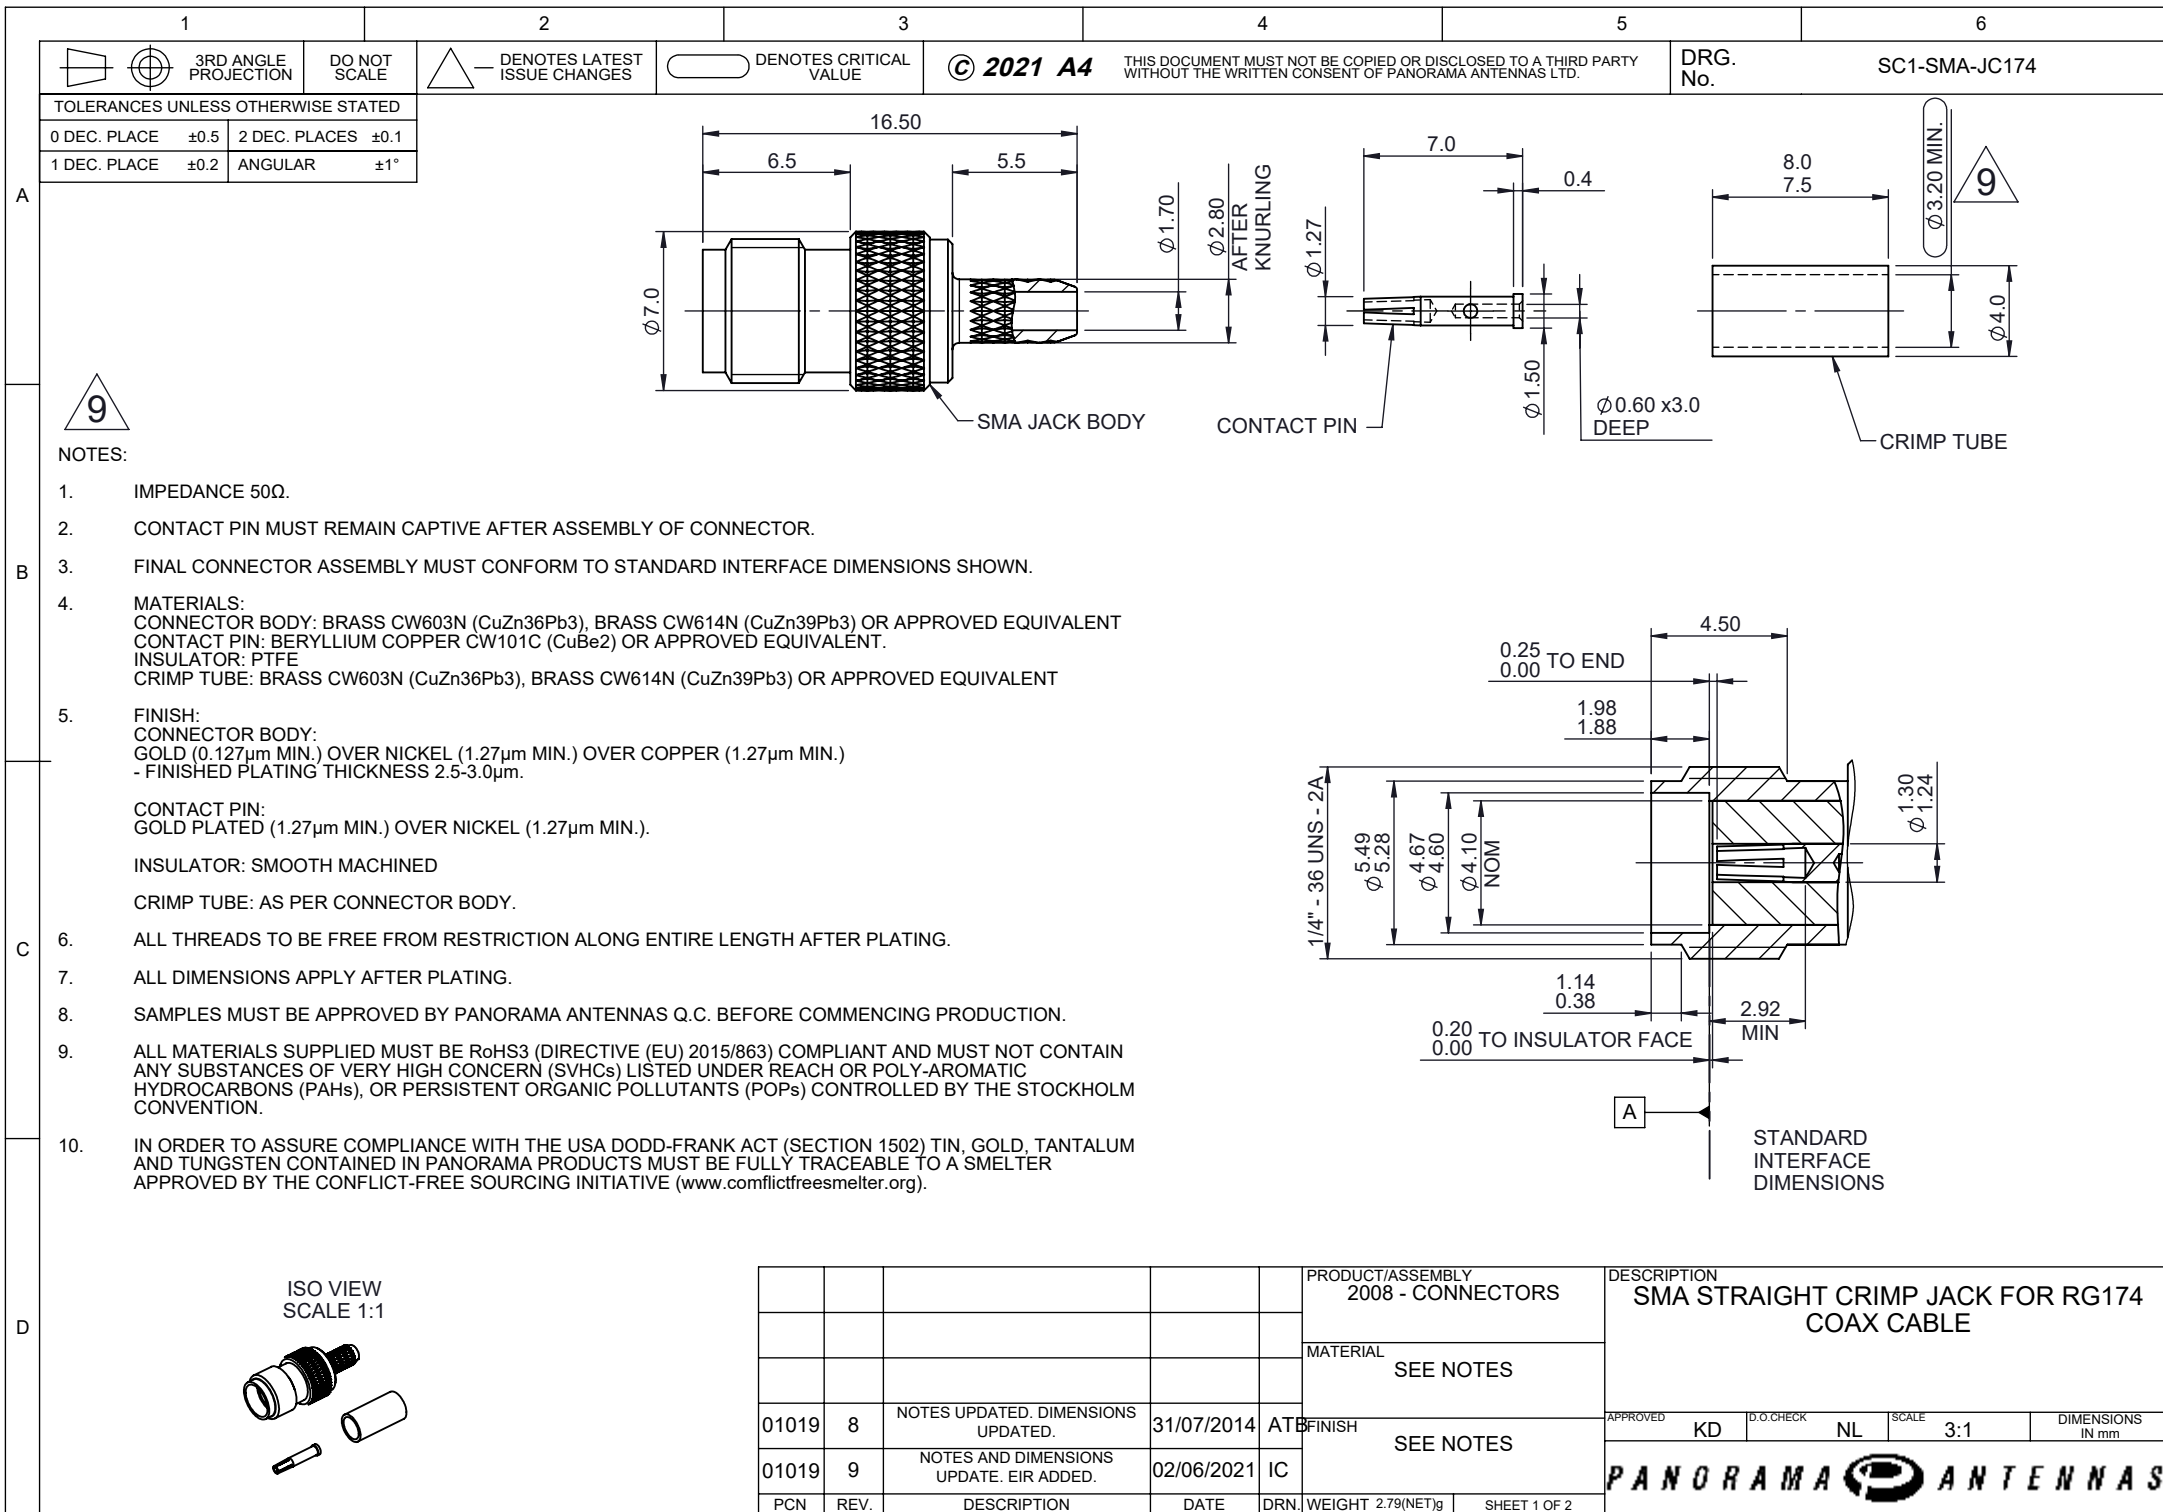 1 2 3 4 5 6
3RD ANGLE
PROJECTION
DO NOT
SCALE
DENOTES LATEST
ISSUE CHANGES
DENOTES CRITICAL
VALUE
© 2021 A4
THIS DOCUMENT MUST NOT BE COPIED OR DISCLOSED TO A THIRD PARTY
WITHOUT THE WRITTEN CONSENT OF PANORAMA ANTENNAS LTD.
DRG.
No.
SC1-SMA-JC174
TOLERANCES UNLESS OTHERWISE STATED
0 DEC. PLACE ±0.5 2 DEC. PLACES ±0.1
1 DEC. PLACE ±0.2 ANGULAR ±1°
A
B
C
D
16.50
6.5
5.5
Ø7.0
Ø1.70
Ø2.80
AFTER
KNURLING
SMA JACK BODY
7.0
0.4
Ø1.27
Ø1.50
Ø0.60 x3.0
DEEP
CONTACT PIN
8.0
7.5
Ø3.20 MIN.
9
Ø4.0
CRIMP TUBE
9
NOTES:
1. IMPEDANCE 50Ω.
2. CONTACT PIN MUST REMAIN CAPTIVE AFTER ASSEMBLY OF CONNECTOR.
3. FINAL CONNECTOR ASSEMBLY MUST CONFORM TO STANDARD INTERFACE DIMENSIONS SHOWN.
4. MATERIALS:
CONNECTOR BODY: BRASS CW603N (CuZn36Pb3), BRASS CW614N (CuZn39Pb3) OR APPROVED EQUIVALENT
CONTACT PIN: BERYLLIUM COPPER CW101C (CuBe2) OR APPROVED EQUIVALENT.
INSULATOR: PTFE
CRIMP TUBE: BRASS CW603N (CuZn36Pb3), BRASS CW614N (CuZn39Pb3) OR APPROVED EQUIVALENT
5. FINISH:
CONNECTOR BODY:
GOLD (0.127µm MIN.) OVER NICKEL (1.27µm MIN.) OVER COPPER (1.27µm MIN.)
- FINISHED PLATING THICKNESS 2.5-3.0µm.
CONTACT PIN:
GOLD PLATED (1.27µm MIN.) OVER NICKEL (1.27µm MIN.).
INSULATOR: SMOOTH MACHINED
CRIMP TUBE: AS PER CONNECTOR BODY.
6. ALL THREADS TO BE FREE FROM RESTRICTION ALONG ENTIRE LENGTH AFTER PLATING.
7. ALL DIMENSIONS APPLY AFTER PLATING.
8. SAMPLES MUST BE APPROVED BY PANORAMA ANTENNAS Q.C. BEFORE COMMENCING PRODUCTION.
9. ALL MATERIALS SUPPLIED MUST BE RoHS3 (DIRECTIVE (EU) 2015/863) COMPLIANT AND MUST NOT CONTAIN
ANY SUBSTANCES OF VERY HIGH CONCERN (SVHCs) LISTED UNDER REACH OR POLY-AROMATIC
HYDROCARBONS (PAHs), OR PERSISTENT ORGANIC POLLUTANTS (POPs) CONTROLLED BY THE STOCKHOLM
CONVENTION.
10. IN ORDER TO ASSURE COMPLIANCE WITH THE USA DODD-FRANK ACT (SECTION 1502) TIN, GOLD, TANTALUM
AND TUNGSTEN CONTAINED IN PANORAMA PRODUCTS MUST BE FULLY TRACEABLE TO A SMELTER
APPROVED BY THE CONFLICT-FREE SOURCING INITIATIVE (www.comflictfreesmelter.org).
4.50
0.25
0.00 TO END
1.98
1.88
1/4" - 36 UNS - 2A
Ø5.49
5.28
Ø4.67
4.60
Ø4.10
NOM
Ø1.30
1.24
1.14
0.38
2.92
MIN
0.20
0.00 TO INSULATOR FACE
A
STANDARD
INTERFACE
DIMENSIONS
ISO VIEW
SCALE 1:1
01019 8 NOTES UPDATED. DIMENSIONS
UPDATED. 31/07/2014 ATB
01019 9 NOTES AND DIMENSIONS
UPDATE. EIR ADDED. 02/06/2021 IC
PCN REV. DESCRIPTION DATE DRN.
PRODUCT/ASSEMBLY
2008 - CONNECTORS
MATERIAL
SEE NOTES
FINISH
SEE NOTES
WEIGHT 2.79(NET)g SHEET 1 OF 2
DESCRIPTION
SMA STRAIGHT CRIMP JACK FOR RG174
COAX CABLE
APPROVED KD D.O.CHECK NL SCALE 3:1 DIMENSIONS
IN mm
PANORAMA ANTENNAS